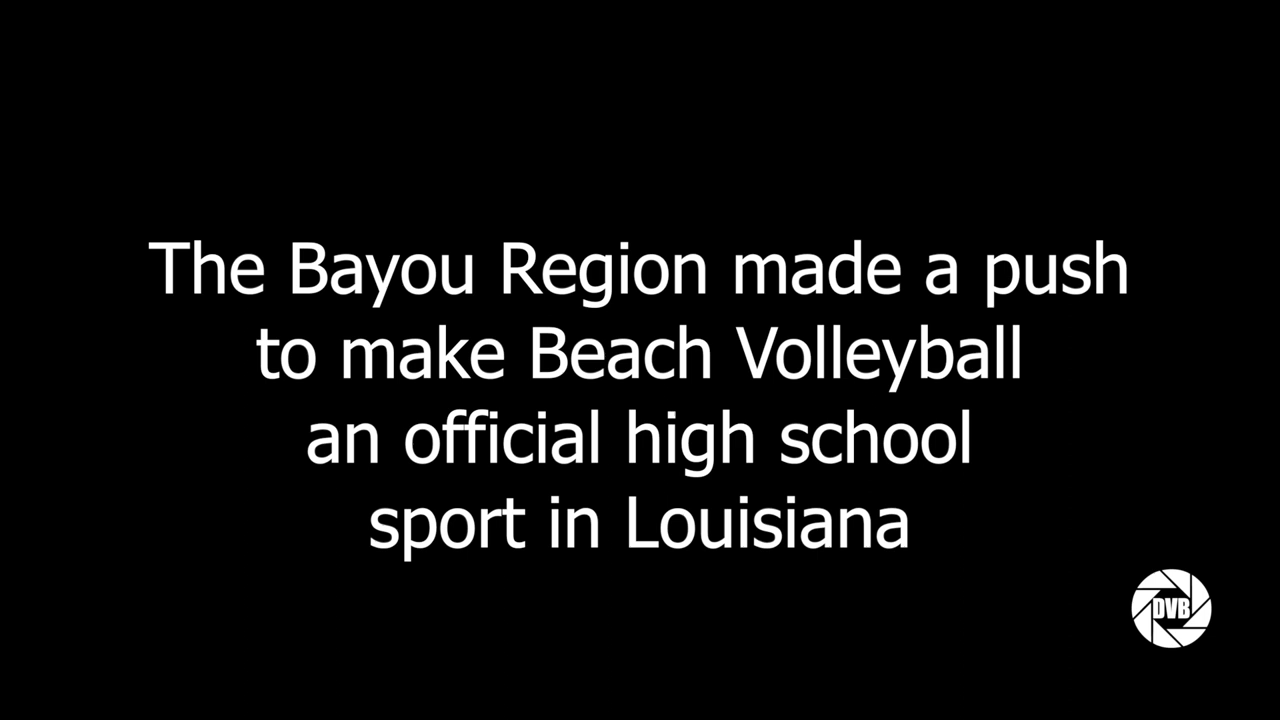 The Bayou Region made a push
to make Beach Volleyball
an official high school
sport in Louisiana
DVB